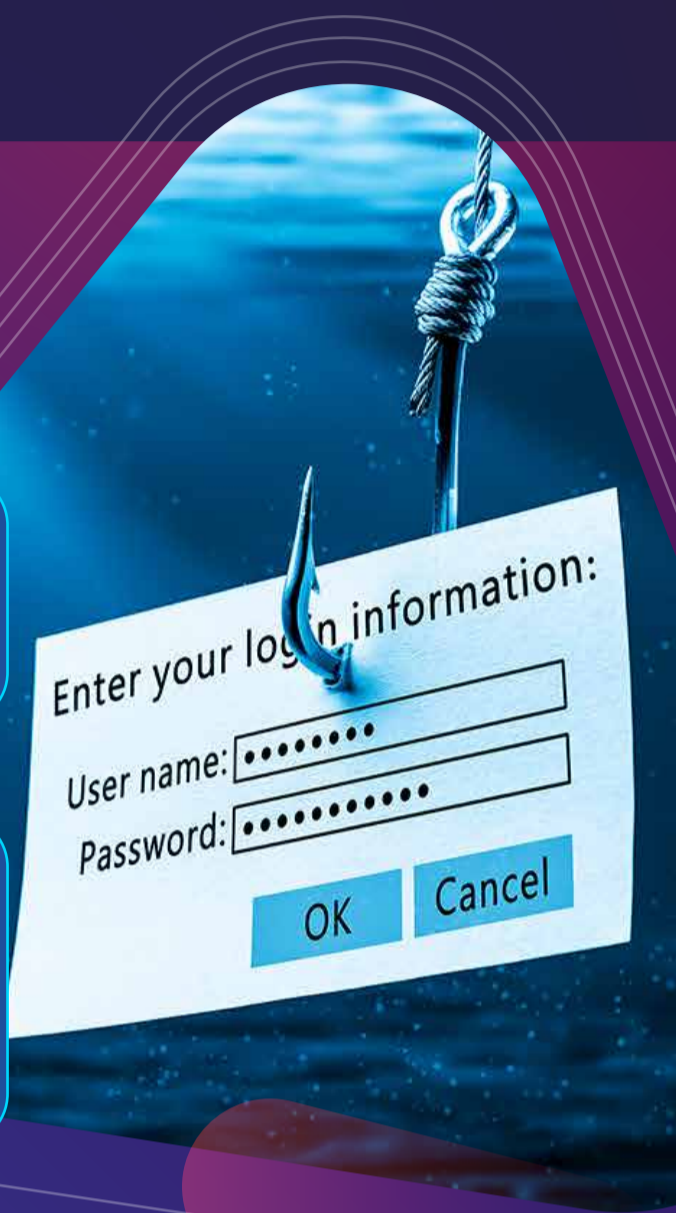 Enter your login information:
User name: ••••••••
Password: •••••••••••
OK
Cancel